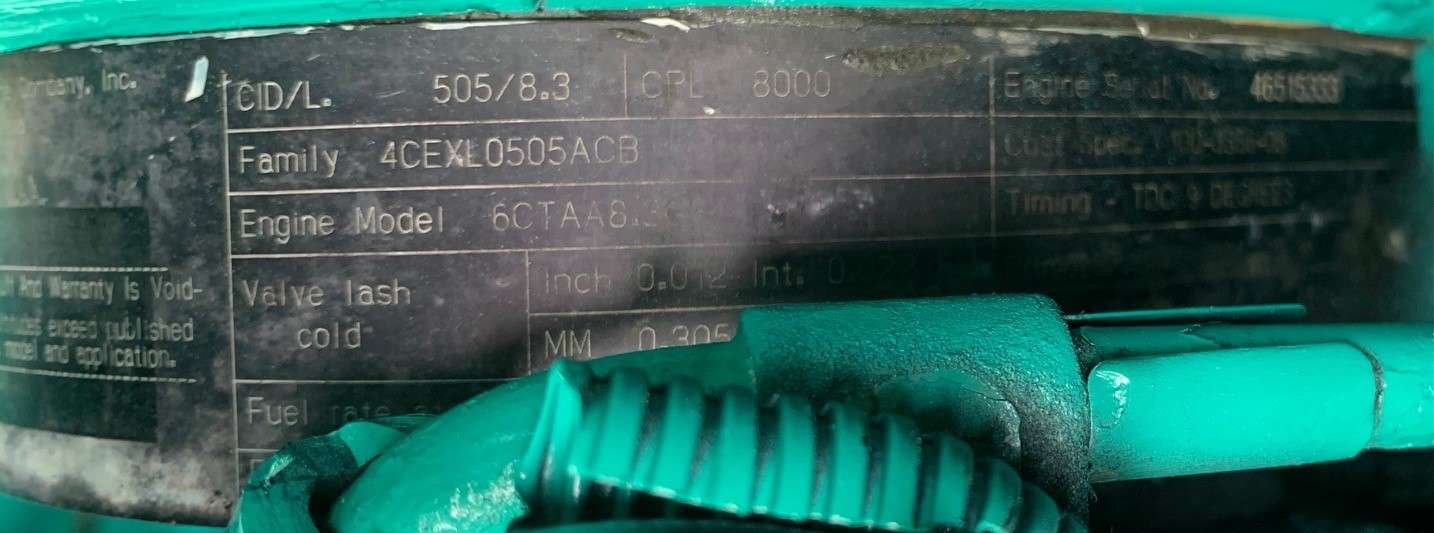 Company, Inc.
CID/L. 505/8.3 CPL 8000 Engine Serial No. 46515333
Family 4CEXL0505ACB Cust Spec.
Engine Model 6CTAA8.3 Timing - TDC 9 DEGREES
And Warranty Is Void-
exceed published
model and application.
Valve lash
cold
Inch 0.012 Int.
MM 0.305
Fuel rate